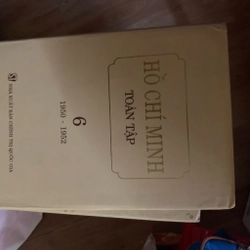 HỒ CHÍ MINH
TOÀN TẬP
6
1950 - 1952
NHÀ XUẤT BẢN CHÍNH TRỊ QUỐC GIA